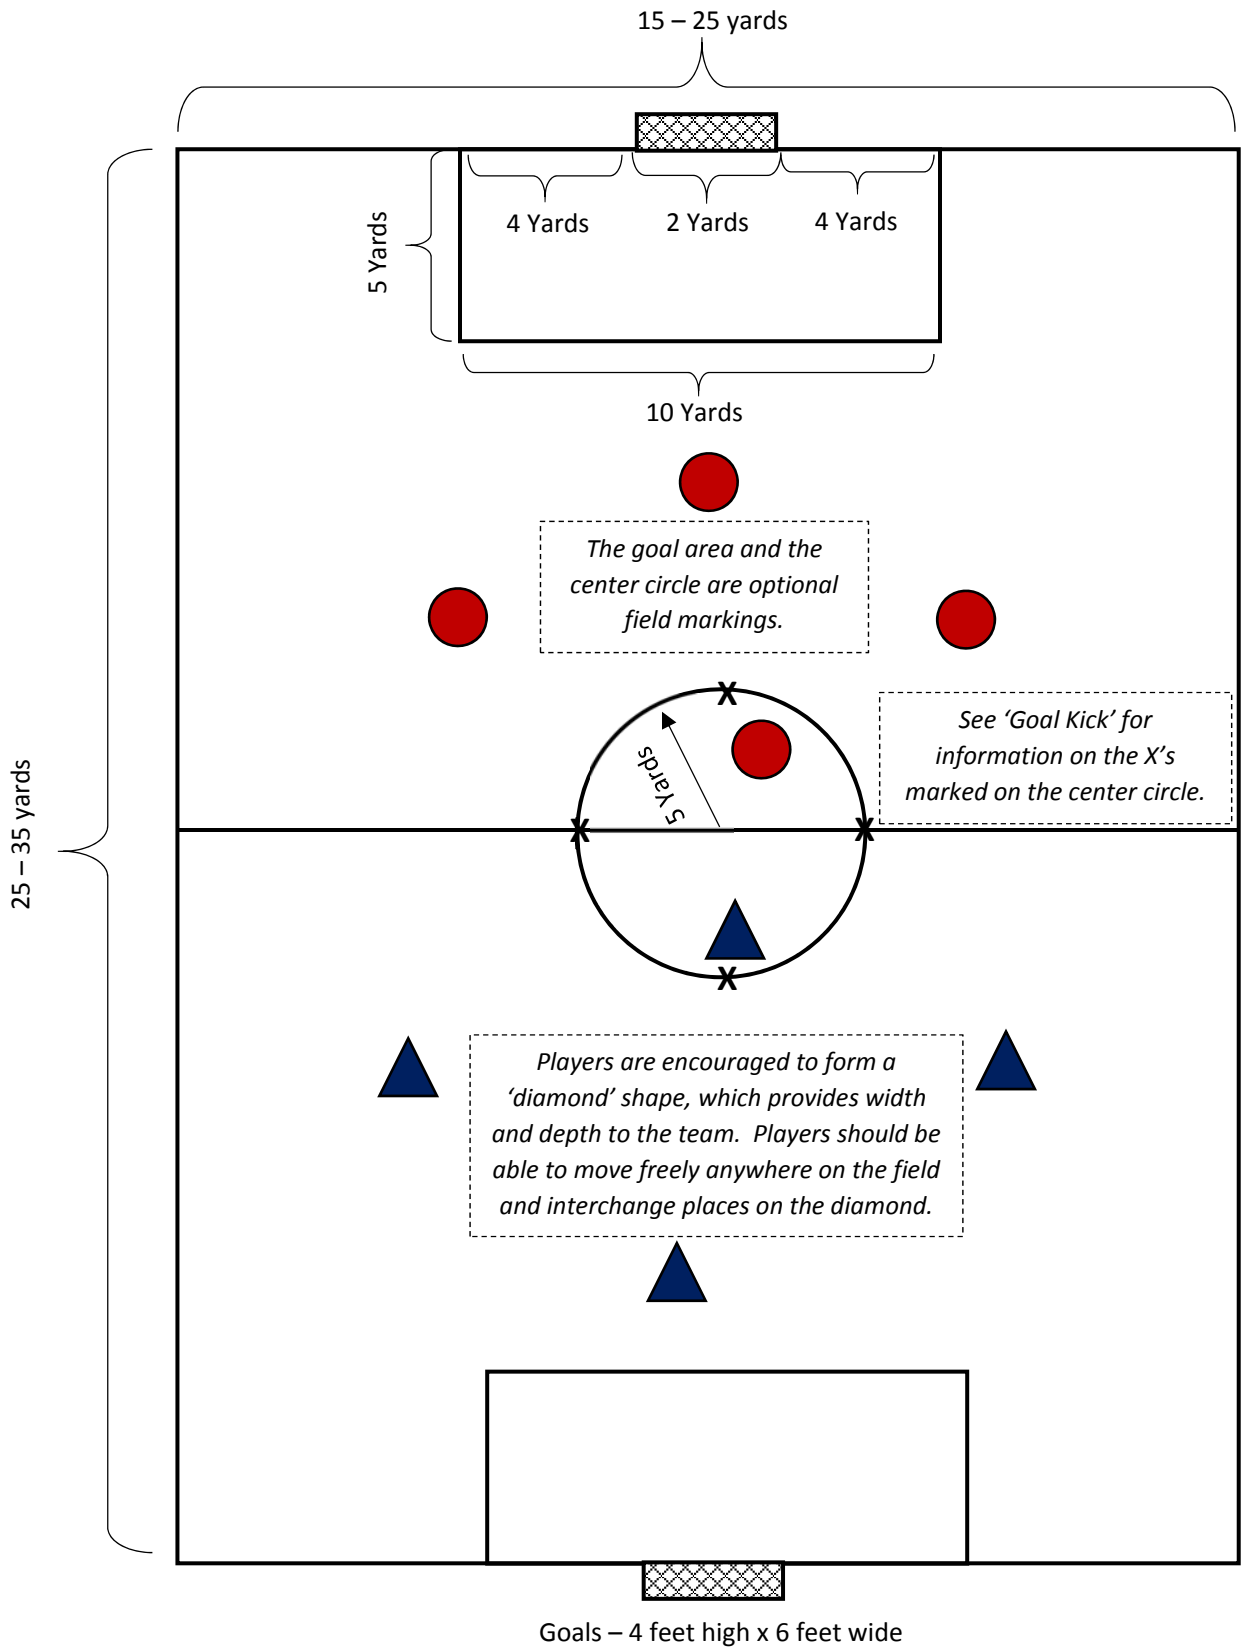 15 – 25 yards
4 Yards
2 Yards
4 Yards
5 Yards
10 Yards
The goal area and the
center circle are optional
field markings.
X
See ‘Goal Kick’ for
information on the X’s
marked on the center circle.
5 Yards
25 – 35 yards
X
X
X
Players are encouraged to form a
‘diamond’ shape, which provides width
and depth to the team.  Players should be
able to move freely anywhere on the field
and interchange places on the diamond.
Goals – 4 feet high x 6 feet wide